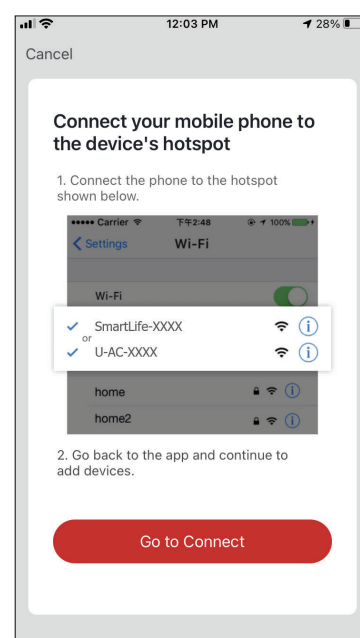 12:03 PM
28%
Cancel
Connect your mobile phone to
the device's hotspot
1. Connect the phone to the hotspot
shown below.
Carrier
下午2:48
100%
Settings
Wi-Fi
Wi-Fi
SmartLife-XXXX
or
U-AC-XXXX
home
home2
2. Go back to the app and continue to
add devices.
Go to Connect